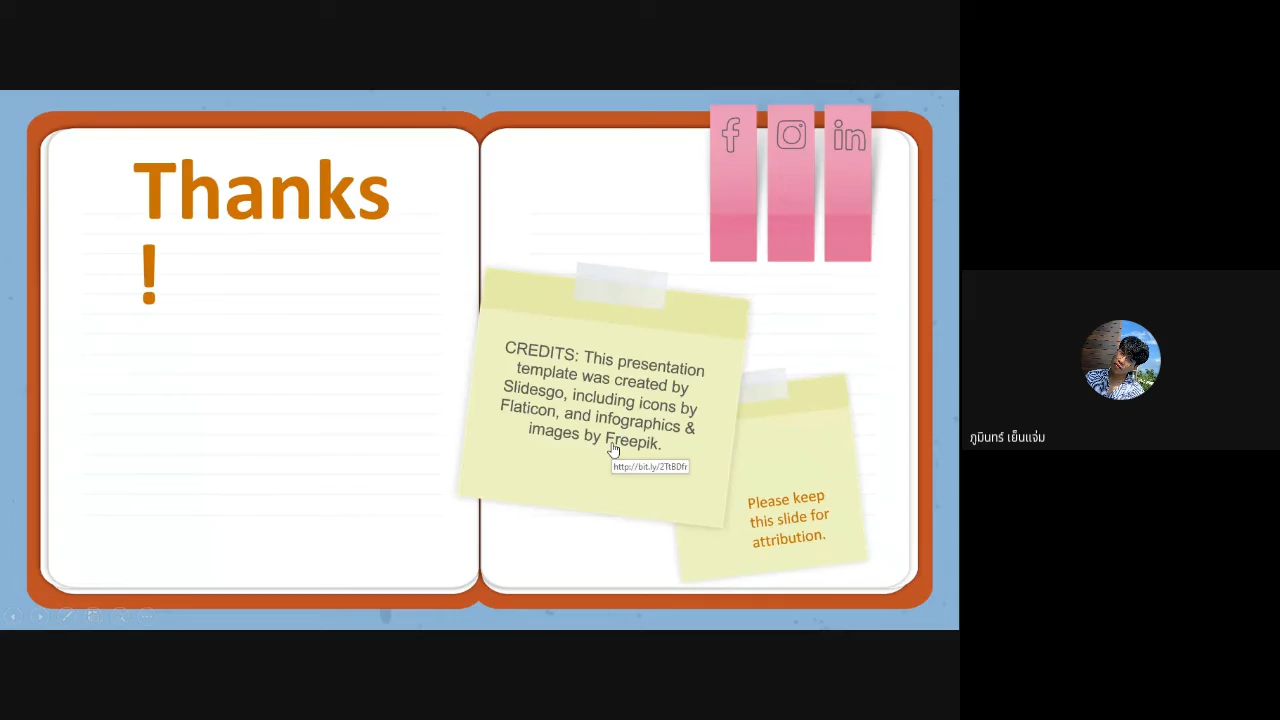 Thanks
!
CREDITS: This presentation
template was created by
Slidesgo, including icons by
Flaticon, and infographics &
images by Freepik.
http://bit.ly/2TtBDfr
Please keep
this slide for
attribution.
ภูมินทร์ เย็นแจ่ม